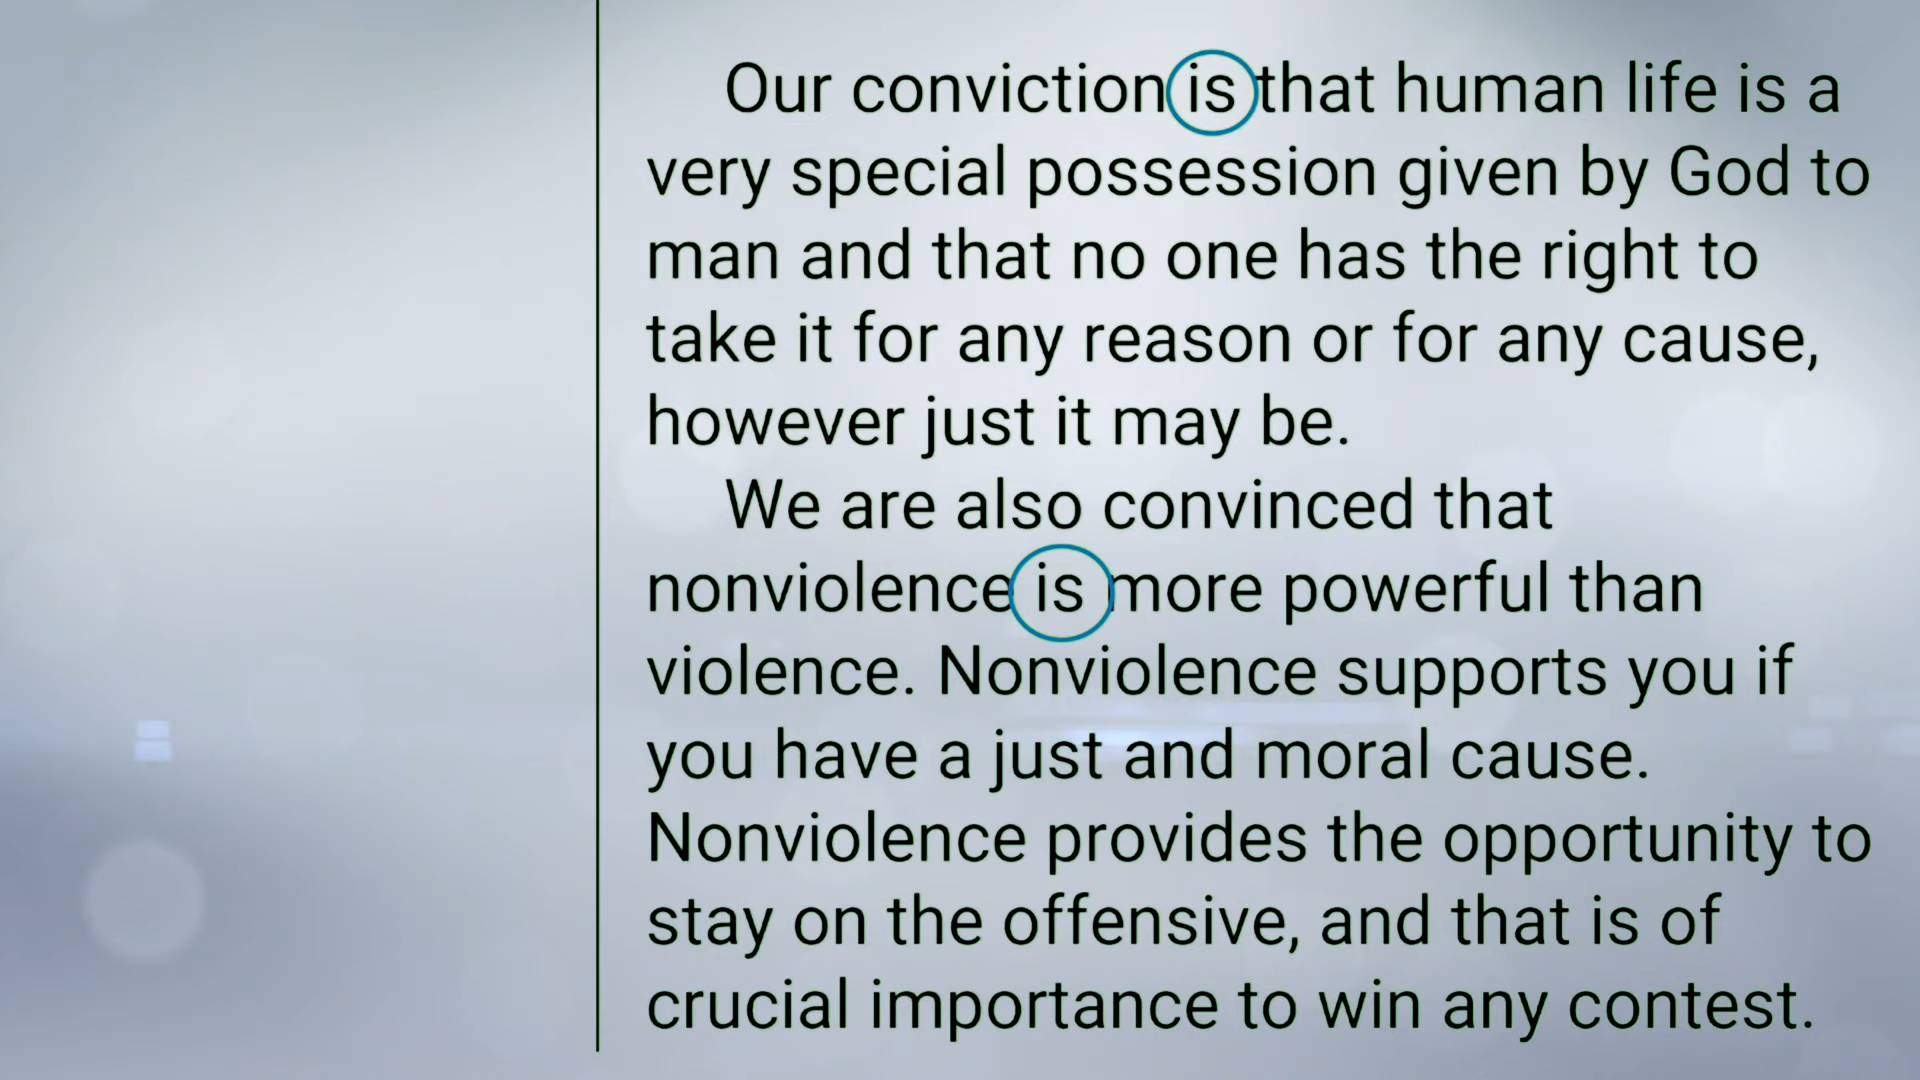 Our conviction is that human life is a
very special possession given by God to
man and that no one has the right to
take it for any reason or for any cause,
however just it may be.
We are also convinced that
nonviolence is more powerful than
violence. Nonviolence supports you if
you have a just and moral cause.
Nonviolence provides the opportunity to
stay on the offensive, and that is of
crucial importance to win any contest.